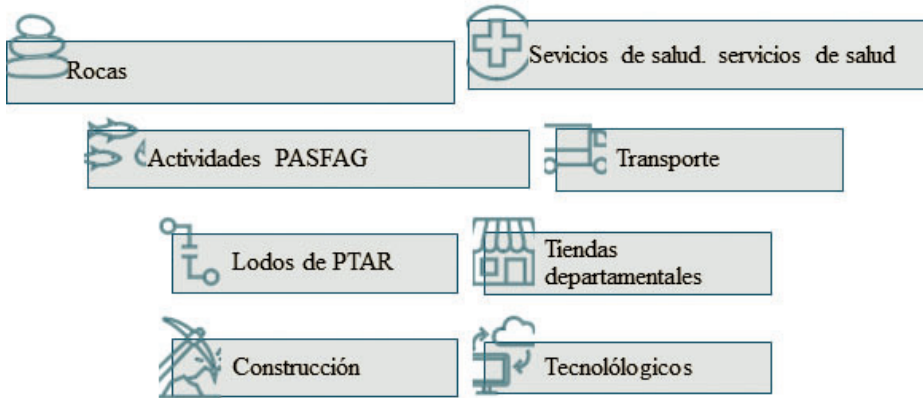 Rocas
Sevicios de salud. servicios de salud
Actividades PASFAG
Transporte
Lodos de PTAR
Tiendas
departamentales
Construcción
Tecnolólogicos